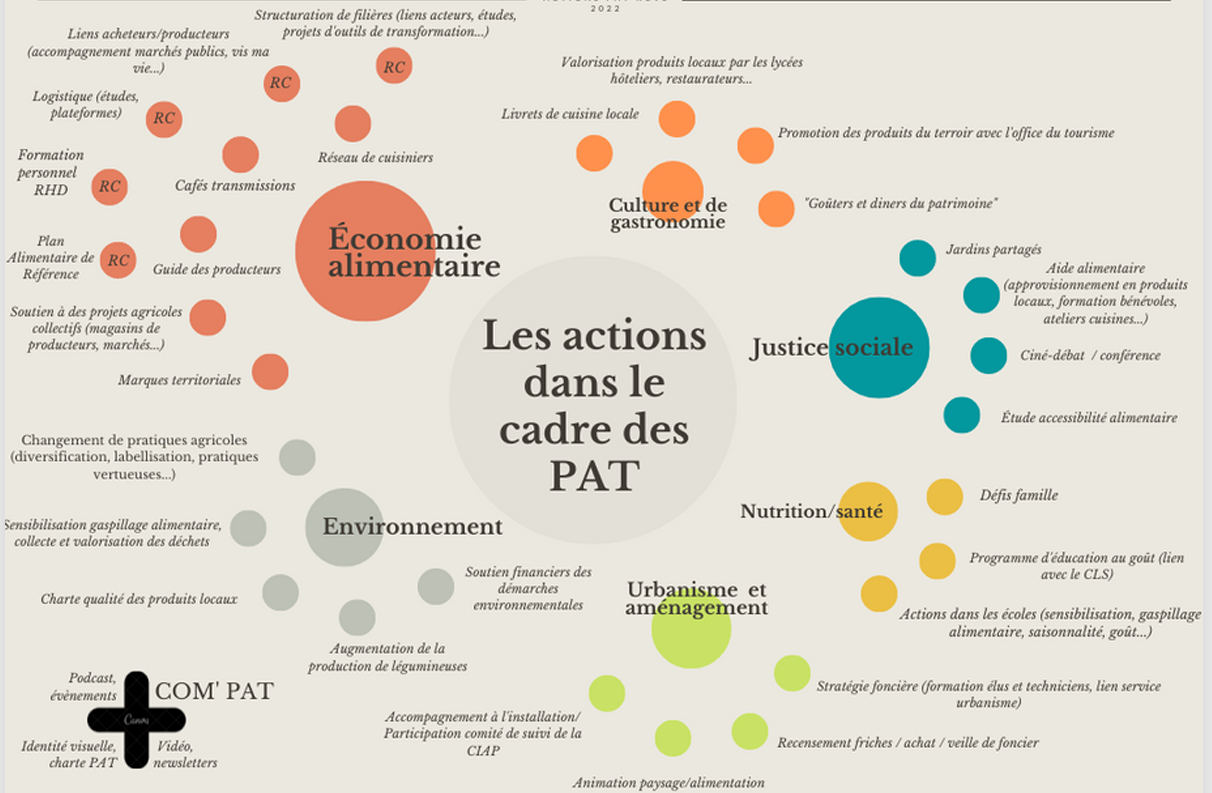 2022
Structuration de filières (liens acteurs, études,
projets d'outils de transformation...)
Liens acheteurs/producteurs
(accompagnement marchés publics, vis ma
vie...)
RC
RC
Logistique (études,
plateformes)
RC
Réseau de cuisiniers
Formation
personnel
RHD
RC
Cafés transmissions
Plan
Alimentaire de
Référence
RC
Guide des producteurs
Économie
alimentaire
Soutien à des projets agricoles
collectifs (magasins de
producteurs, marchés...)
Marques territoriales
Valorisation produits locaux par les lycées
hôteliers, restaurateurs...
Livrets de cuisine locale
Promotion des produits du terroir avec l'office du tourisme
Culture et de
gastronomie
"Goûters et diners du patrimoine"
Jardins partagés
Aide alimentaire
(approvisionnement en produits
locaux, formation bénévoles,
ateliers cuisines...)
Justice sociale
Ciné-débat / conférence
Étude accessibilité alimentaire
Les actions
dans le
cadre des
PAT
Changement de pratiques agricoles
(diversification, labellisation, pratiques
vertueuses...)
Environnement
Sensibilisation gaspillage alimentaire,
collecte et valorisation des déchets
Charte qualité des produits locaux
Soutien financiers des
démarches
environnementales
Augmentation de la
production de légumineuses
Nutrition/santé
Défis famille
Programme d'éducation au goût (lien
avec le CLS)
Actions dans les écoles (sensibilisation, gaspillage
alimentaire, saisonnalité, goût...)
Urbanisme et
aménagement
Stratégie foncière (formation élus et techniciens, lien service
urbanisme)
Accompagnement à l'installation/
Participation comité de suivi de la
CIAP
Recensement friches / achat / veille de foncier
Animation paysage/alimentation
Podcast,
évènements
COM' PAT
Canva
Identité visuelle,
charte PAT
Vidéo,
newsletters